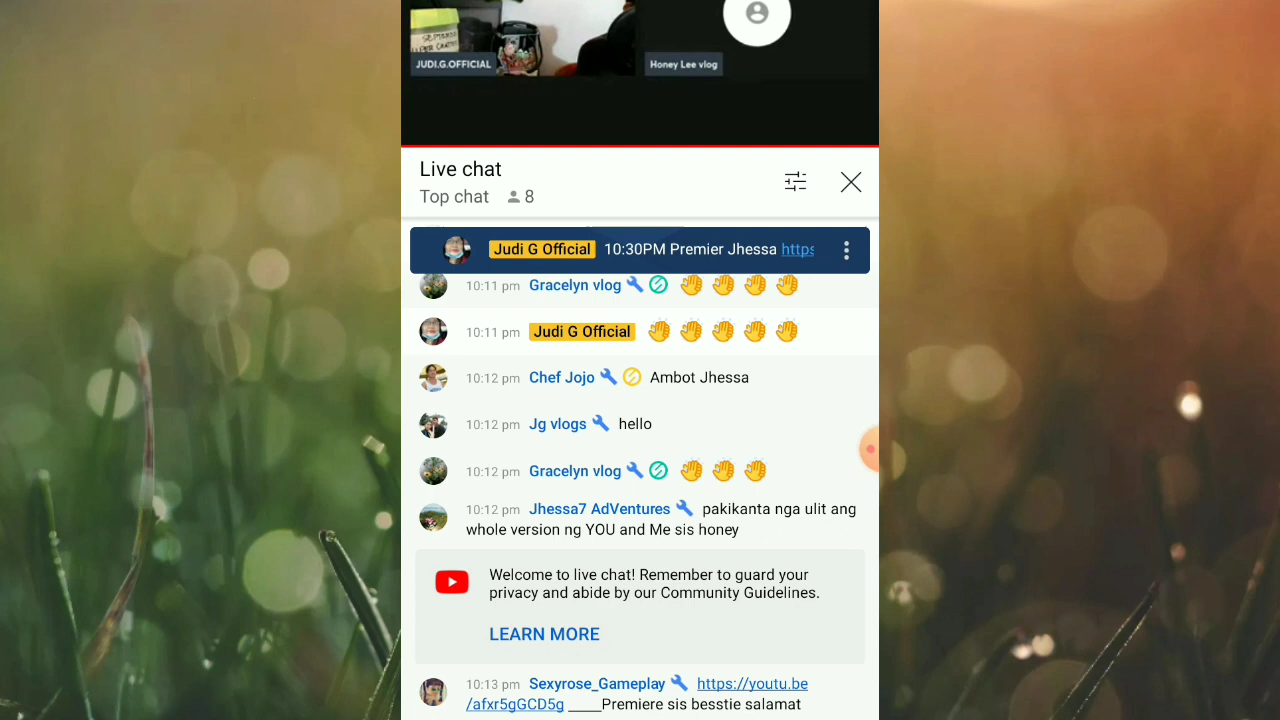 SEPTEMBER
JUDI.G.OFFICIAL
Honey Lee vlog
Live chat
Top chat 8
Judi G Official 10:30PM Premier Jhessa https
10:11 pm Gracelyn vlog 👋 👋 👋 👋
10:11 pm Judi G Official 👋 👋 👋 👋 👋
10:12 pm Chef Jojo Ambot Jhessa
10:12 pm Jg vlogs hello
10:12 pm Gracelyn vlog 👋 👋 👋
10:12 pm Jhessa7 AdVentures pakikanta nga ulit ang
whole version ng YOU and Me sis honey
Welcome to live chat! Remember to guard your
privacy and abide by our Community Guidelines.
LEARN MORE
10:13 pm Sexyrose_Gameplay https://youtu.be
/afxr5gGCD5g ____Premiere sis besstie salamat